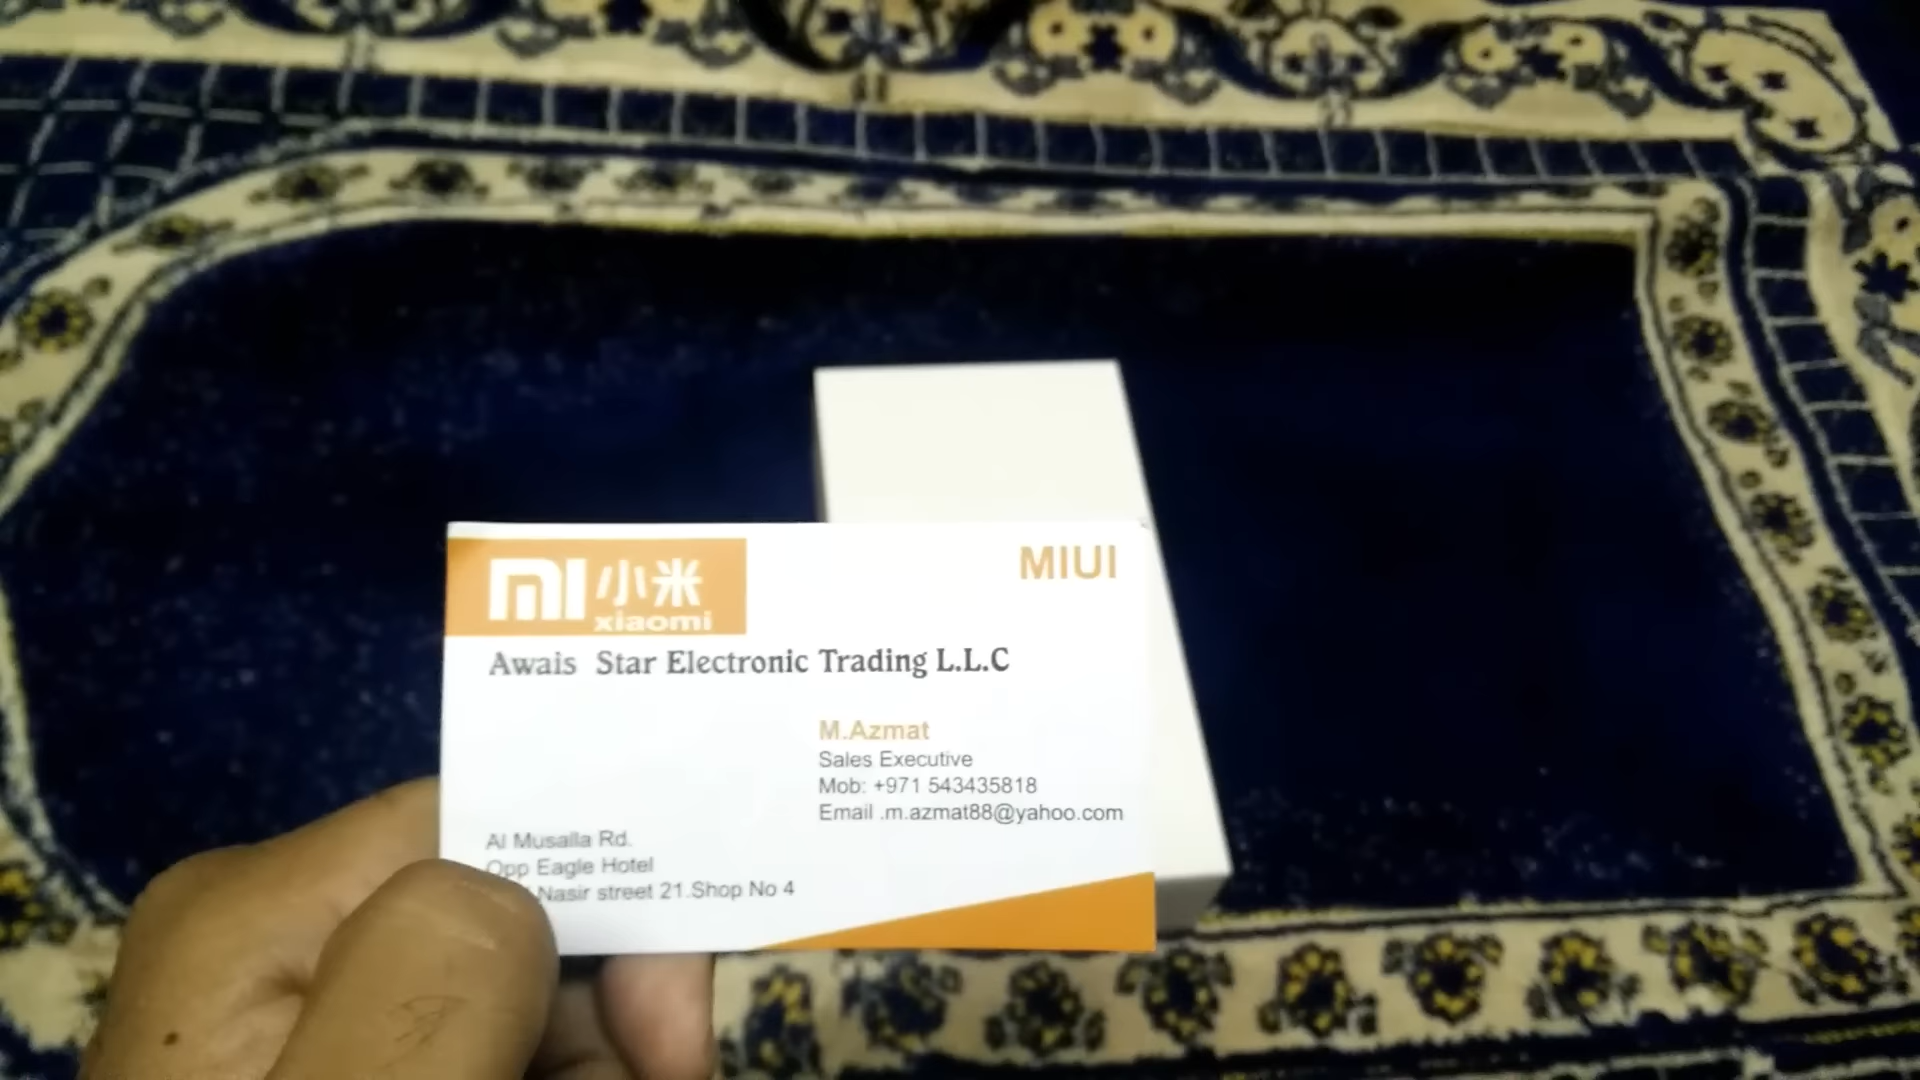 mi 小米
xiaomi
MIUI
Awais Star Electronic Trading L.L.C
M.Azmat
Sales Executive
Mob: +971 543435818
Email .m.azmat88@yahoo.com
Al Musalla Rd.
Opp Eagle Hotel
Nasir street 21.Shop No 4